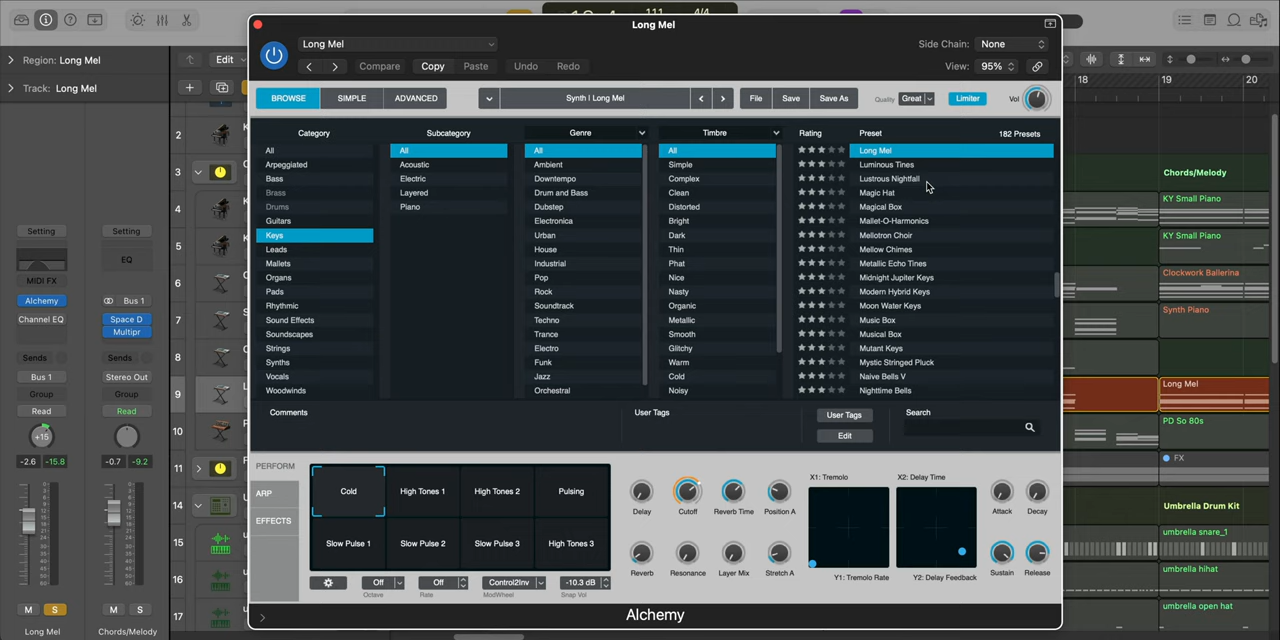 Long Mel
Region: Long Mel
Track: Long Mel
Edit
Long Mel
Side Chain: None
Compare Copy Paste Undo Redo
View: 95%
BROWSE SIMPLE ADVANCED
Synth | Long Mel
File Save Save As
Quality Great Limiter Vol
18 19 20
Category
All
Arpeggiated
Bass
Brass
Drums
Guitars
Keys
Leads
Mallets
Organs
Pads
Rhythmic
Sound Effects
Soundscapes
Strings
Synths
Vocals
Woodwinds
Subcategory
All
Acoustic
Electric
Layered
Piano
Genre
All
Ambient
Downtempo
Drum and Bass
Dubstep
Electronica
Urban
House
Industrial
Pop
Rock
Soundtrack
Techno
Trance
Electro
Funk
Jazz
Orchestral
Timbre
All
Simple
Complex
Clean
Distorted
Bright
Dark
Thin
Phat
Nice
Nasty
Organic
Metallic
Smooth
Glitchy
Warm
Cold
Noisy
Rating Preset 182 Presets
Long Mel
Luminous Tines
Lustrous Nightfall
Magic Hat
Magical Box
Mallet-O-Harmonics
Mellotron Choir
Mellow Chimes
Metallic Echo Tines
Midnight Jupiter Keys
Modern Hybrid Keys
Moon Water Keys
Music Box
Musical Box
Mutant Keys
Mystic Stringed Pluck
Naive Bells V
Nighttime Bells
Comments
User Tags
User Tags
Edit
Search
PERFORM
ARP
EFFECTS
Cold High Tones 1 High Tones 2 Pulsing
Slow Pulse 1 Slow Pulse 2 Slow Pulse 3 High Tones 3
Off Off Control2Inv -10.3 dB
Octave Rate ModWheel Snap Vol
Delay Cutoff Reverb Time Position A
Reverb Resonance Layer Mix Stretch A
X1: Tremolo X2: Delay Time
Y1: Tremolo Rate Y2: Delay Feedback
Attack Decay
Sustain Release
Alchemy
Setting Setting
EQ
MIDI FX
Alchemy Bus 1
Channel EQ Space D
Multipr
Sends Sends
Bus 1 Stereo Out
Group Group
Read Read
+15
-2.6 -15.8 -0.7 -9.2
M S M S
Long Mel Chords/Melody
2
3
4
5
6
7
8
9
10
11
14
15
16
17
Chords/Melody
KY Small Piano
KY Small Piano
Clockwork Ballerina
Synth Piano
Long Mel
PD So 80s
FX
Umbrella Drum Kit
umbrella snare_1
umbrella hihat
umbrella open hat